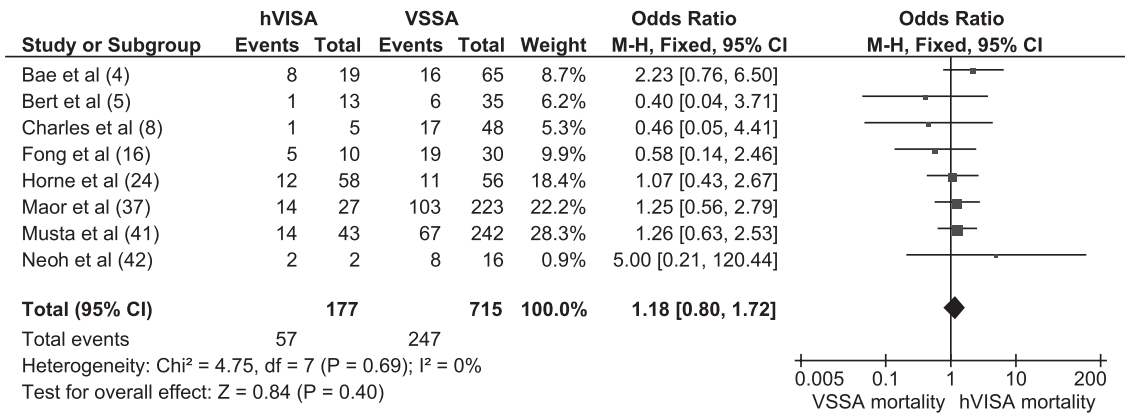 hVISA VSSA Odds Ratio Odds Ratio
Study or Subgroup Events Total Events Total Weight M-H, Fixed, 95% CI M-H, Fixed, 95% CI
Bae et al (4) 8 19 16 65 8.7% 2.23 [0.76, 6.50]
Bert et al (5) 1 13 6 35 6.2% 0.40 [0.04, 3.71]
Charles et al (8) 1 5 17 48 5.3% 0.46 [0.05, 4.41]
Fong et al (16) 5 10 19 30 9.9% 0.58 [0.14, 2.46]
Horne et al (24) 12 58 11 56 18.4% 1.07 [0.43, 2.67]
Maor et al (37) 14 27 103 223 22.2% 1.25 [0.56, 2.79]
Musta et al (41) 14 43 67 242 28.3% 1.26 [0.63, 2.53]
Neoh et al (42) 2 2 8 16 0.9% 5.00 [0.21, 120.44]
Total (95% CI) 177 715 100.0% 1.18 [0.80, 1.72]
Total events 57 247
Heterogeneity: Chi² = 4.75, df = 7 (P = 0.69); I² = 0%
Test for overall effect: Z = 0.84 (P = 0.40)
0.005 0.1 1 10 200
VSSA mortality hVISA mortality